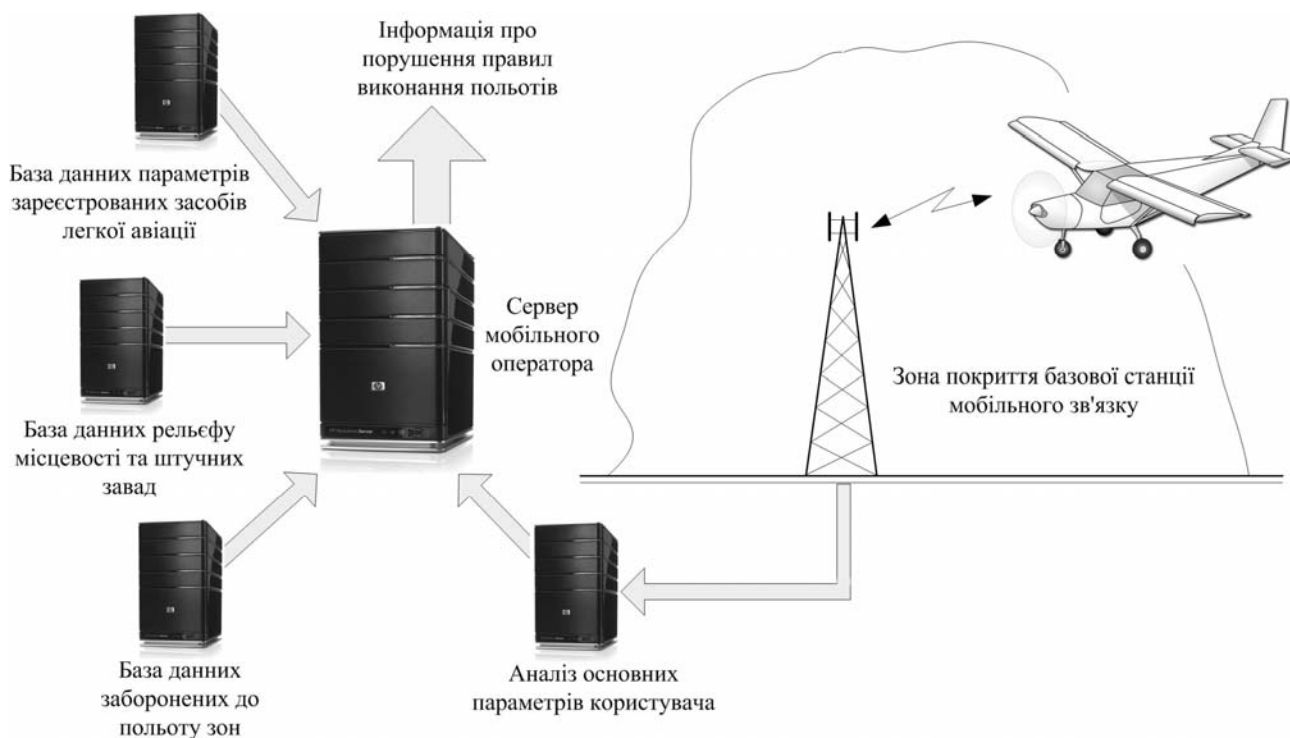 Інформація про
порушення правил
виконання польотів
База данних параметрів
зареєстрованих засобів
легкої авіації
Сервер
мобільного
оператора
Зона покриття базової станції
мобільного зв'язку
База данних рельєфу
місцевості та штучних
завад
База данних
заборонених до
польоту зон
Аналіз основних
параметрів користувача